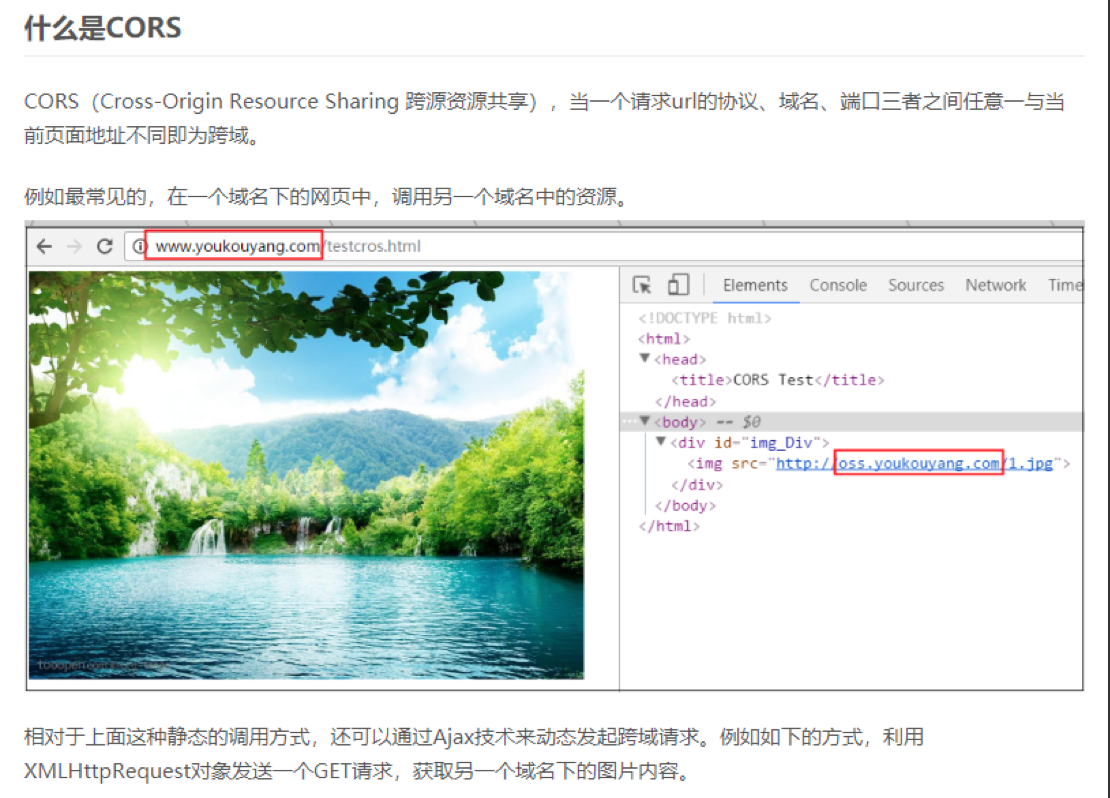 什么是CORS
CORS（Cross-Origin Resource Sharing 跨源资源共享），当一个请求url的协议、域名、端口三者之间任意一与当
前页面地址不同即为跨域。
例如最常见的，在一个域名下的网页中，调用另一个域名中的资源。
www.youkouyang.com/testcros.html
Elements Console Sources Network Time
<!DOCTYPE html>
<html>
▼<head>
<title>CORS Test</title>
</head>
···▼<body> == $0
▼<div id="img_Div">
<img src="http://oss.youkouyang.com/1.jpg">
</div>
</body>
</html>
相对于上面这种静态的调用方式，还可以通过Ajax技术来动态发起跨域请求。例如如下的方式，利用
XMLHttpRequest对象发送一个GET请求，获取另一个域名下的图片内容。